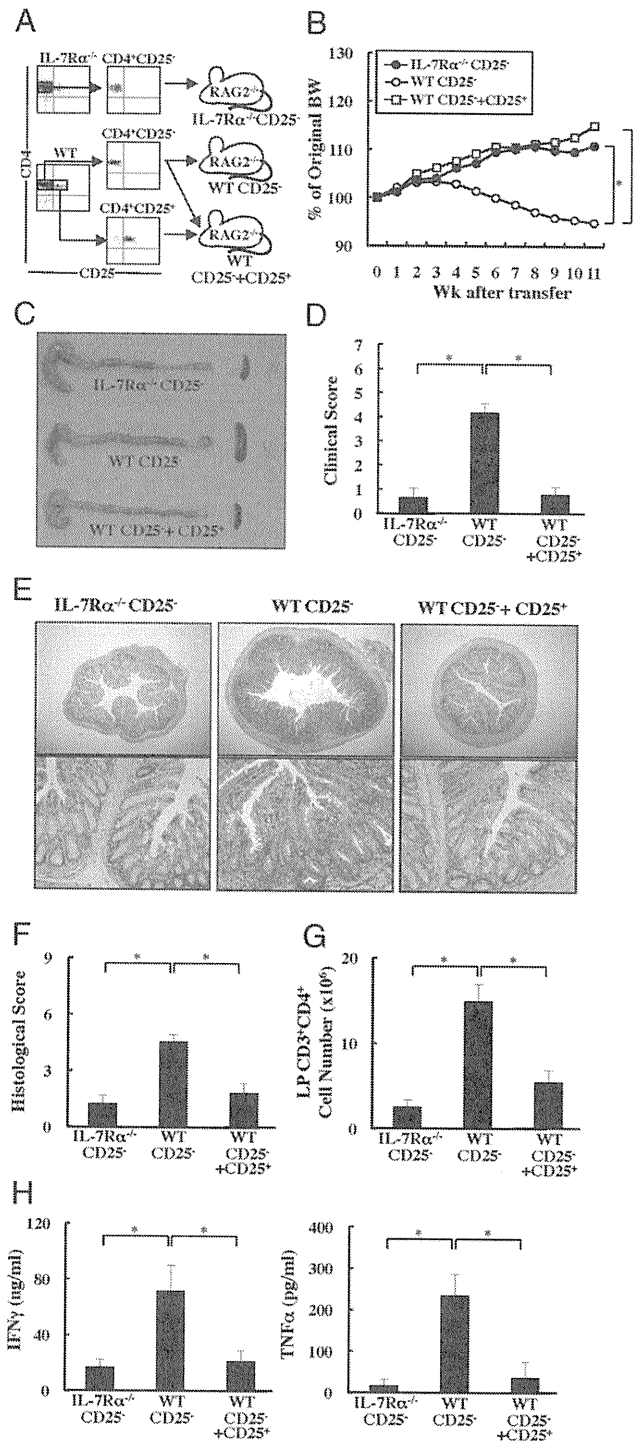 A
IL-7Rα⁻/⁻ CD4⁺CD25⁻
RAG2⁻/⁻
IL-7Rα⁻/⁻CD25⁻
CD4
WT
CD4⁺CD25⁻
RAG2⁻/⁻
WT CD25⁻
CD4⁺CD25⁺
RAG2⁻/⁻
WT
CD25⁻+CD25⁺
CD25
B
% of Original BW
130
120
110
100
90
IL-7Rα⁻/⁻ CD25⁻
WT CD25⁻
WT CD25⁻+CD25⁺
*
0 1 2 3 4 5 6 7 8 9 10 11
Wk after transfer
C
IL-7Rα⁻/⁻ CD25⁻
WT CD25
WT CD25⁻+ CD25⁺
D
Clinical Score
7
6
5
4
3
2
1
0
* *
IL-7Rα⁻/⁻ WT WT
CD25⁻ CD25⁻ CD25⁻
+CD25⁺
E
IL-7Rα⁻/⁻ CD25⁻ WT CD25⁻ WT CD25⁻+ CD25⁺
F
Histological Score
9
6
3
0
* *
IL-7Rα⁻/⁻ WT WT
CD25⁻ CD25⁻ CD25⁻
+CD25⁺
G
LP CD3⁺CD4⁺
Cell Number (x10⁶)
20
10
0
* *
IL-7Rα⁻/⁻ WT WT
CD25⁻ CD25⁻ CD25⁻
+CD25⁺
H
IFNγ (ng/ml)
120
80
40
0
* *
IL-7Rα⁻/⁻ WT WT
CD25⁻ CD25⁻ CD25⁻
+CD25⁺
TNFα (pg/ml)
400
300
200
100
0
* *
IL-7Rα⁻/⁻ WT WT
CD25⁻ CD25⁻ CD25⁻
+CD25⁺